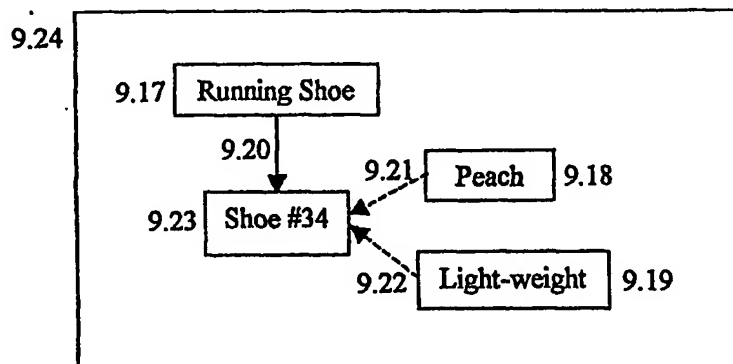 9.24
9.17 Running Shoe
9.20
9.21 Peach 9.18
9.23 Shoe #34
9.22 Light-weight 9.19